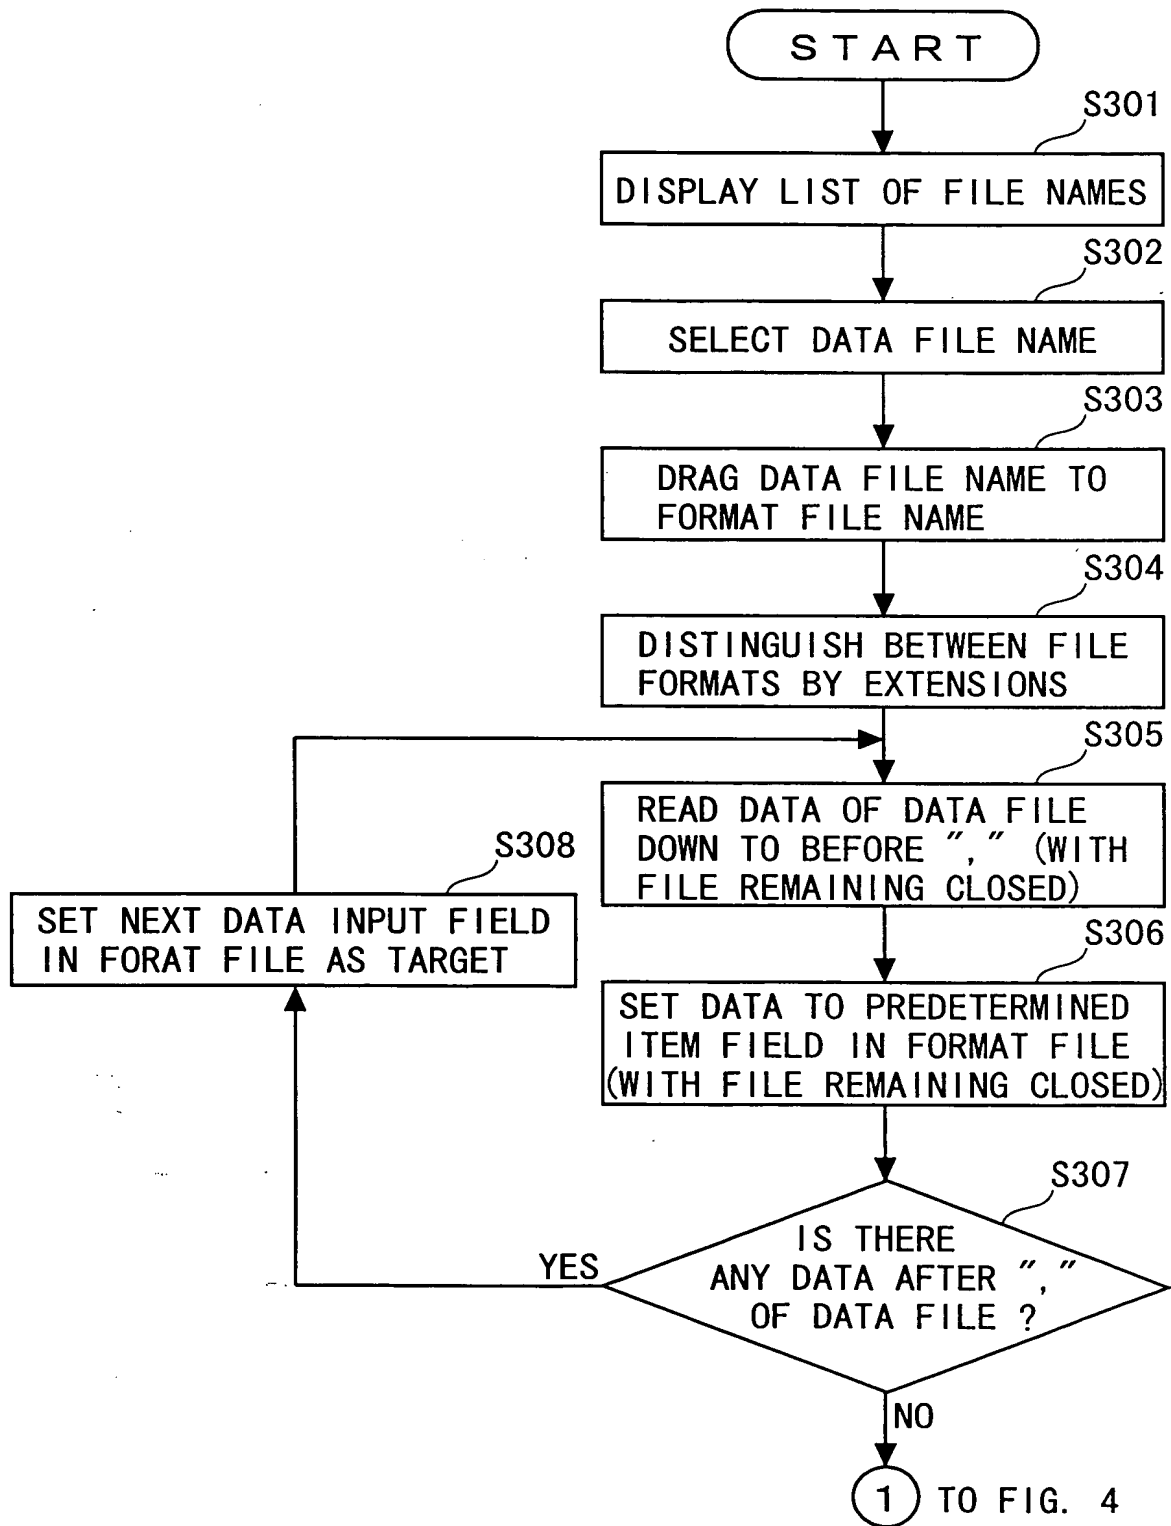 START
S301
DISPLAY LIST OF FILE NAMES
S302
SELECT DATA FILE NAME
S303
DRAG DATA FILE NAME TO
FORMAT FILE NAME
S304
DISTINGUISH BETWEEN FILE
FORMATS BY EXTENSIONS
S305
READ DATA OF DATA FILE
DOWN TO BEFORE "," (WITH
FILE REMAINING CLOSED)
S308
SET NEXT DATA INPUT FIELD
IN FORAT FILE AS TARGET
S306
SET DATA TO PREDETERMINED
ITEM FIELD IN FORMAT FILE
(WITH FILE REMAINING CLOSED)
S307
IS THERE
ANY DATA AFTER ","
OF DATA FILE ?
YES
NO
1 TO FIG. 4